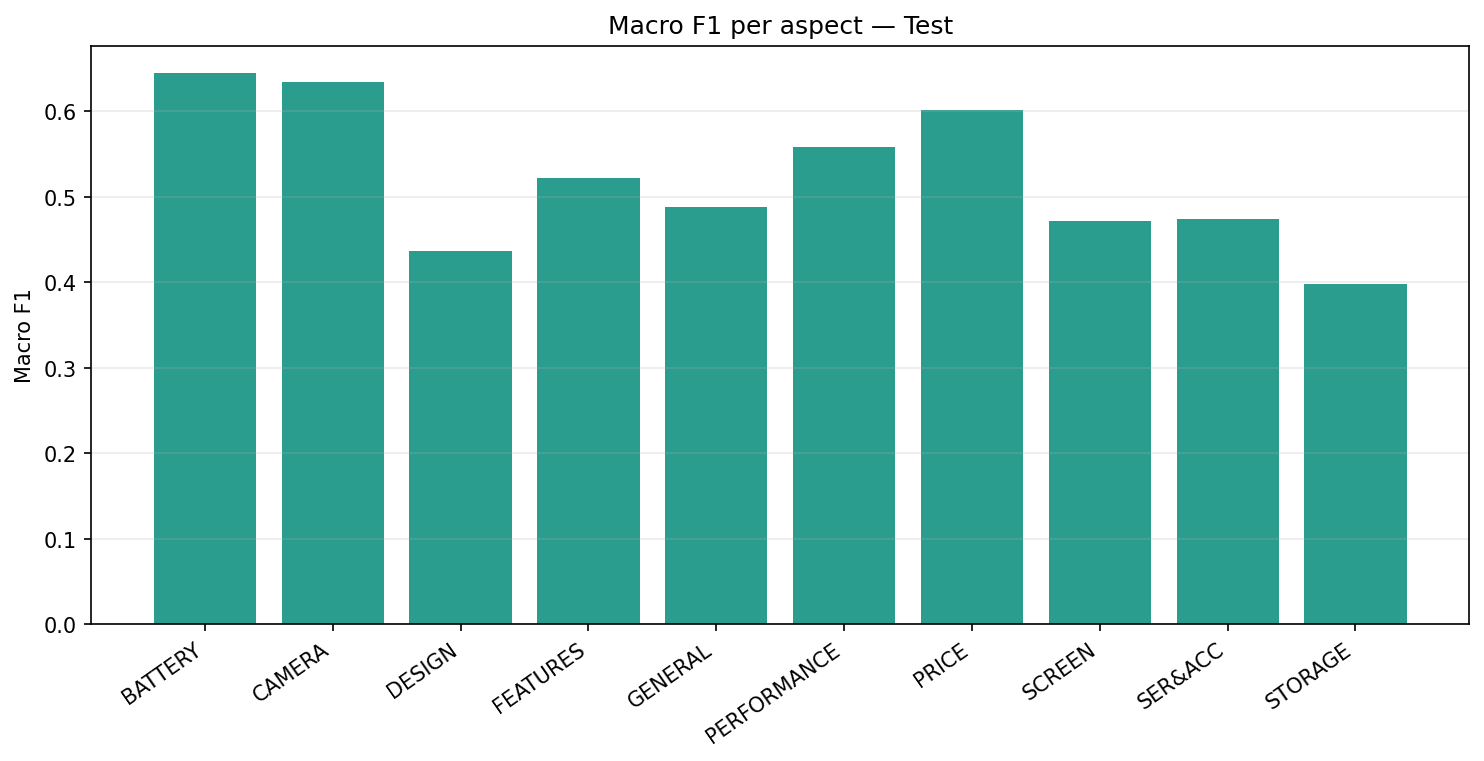 Macro F1 per aspect — Test
Macro F1
0.6
0.5
0.4
0.3
0.2
0.1
0.0
BATTERY
CAMERA
DESIGN
FEATURES
GENERAL
PERFORMANCE
PRICE
SCREEN
SER&ACC
STORAGE